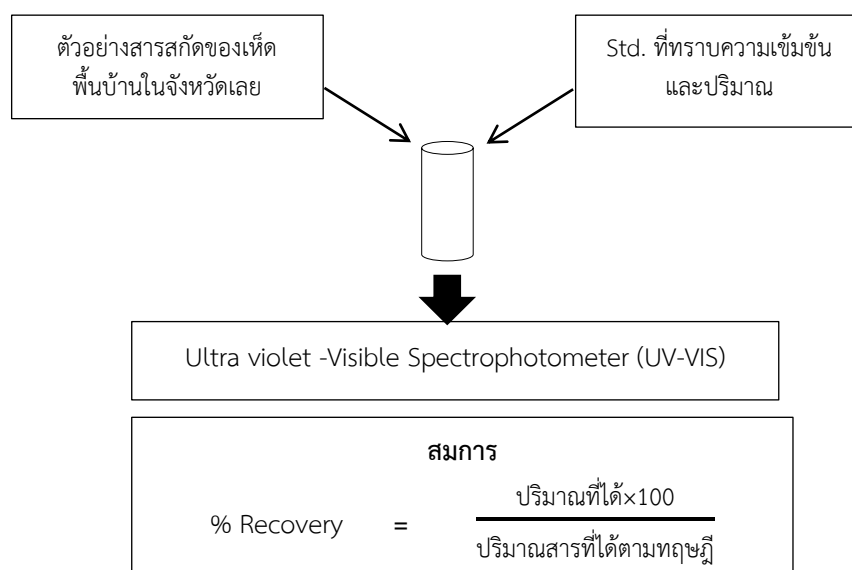 ตัวอย่างสารสกัดของเห็ด
พื้นบ้านในจังหวัดเลย
Std. ที่ทราบความเข้มข้น
และปริมาณ
Ultra violet -Visible Spectrophotometer (UV-VIS)
สมการ
ปริมาณที่ได้×100
% Recovery =
ปริมาณสารที่ได้ตามทฤษฎี